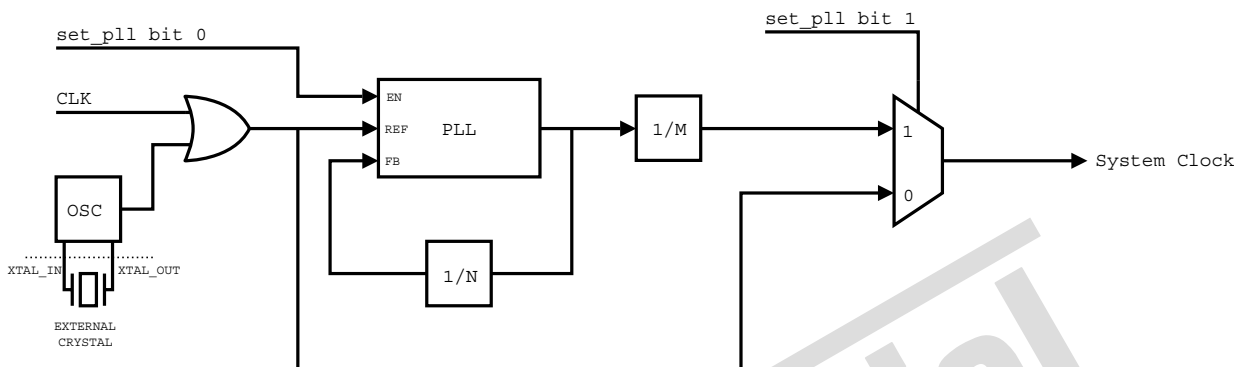 set_pll bit 0
set_pll bit 1
CLK
EN
REF
PLL
FB
1/M
1
0
System Clock
OSC
XTAL_IN
XTAL_OUT
1/N
EXTERNAL
CRYSTAL